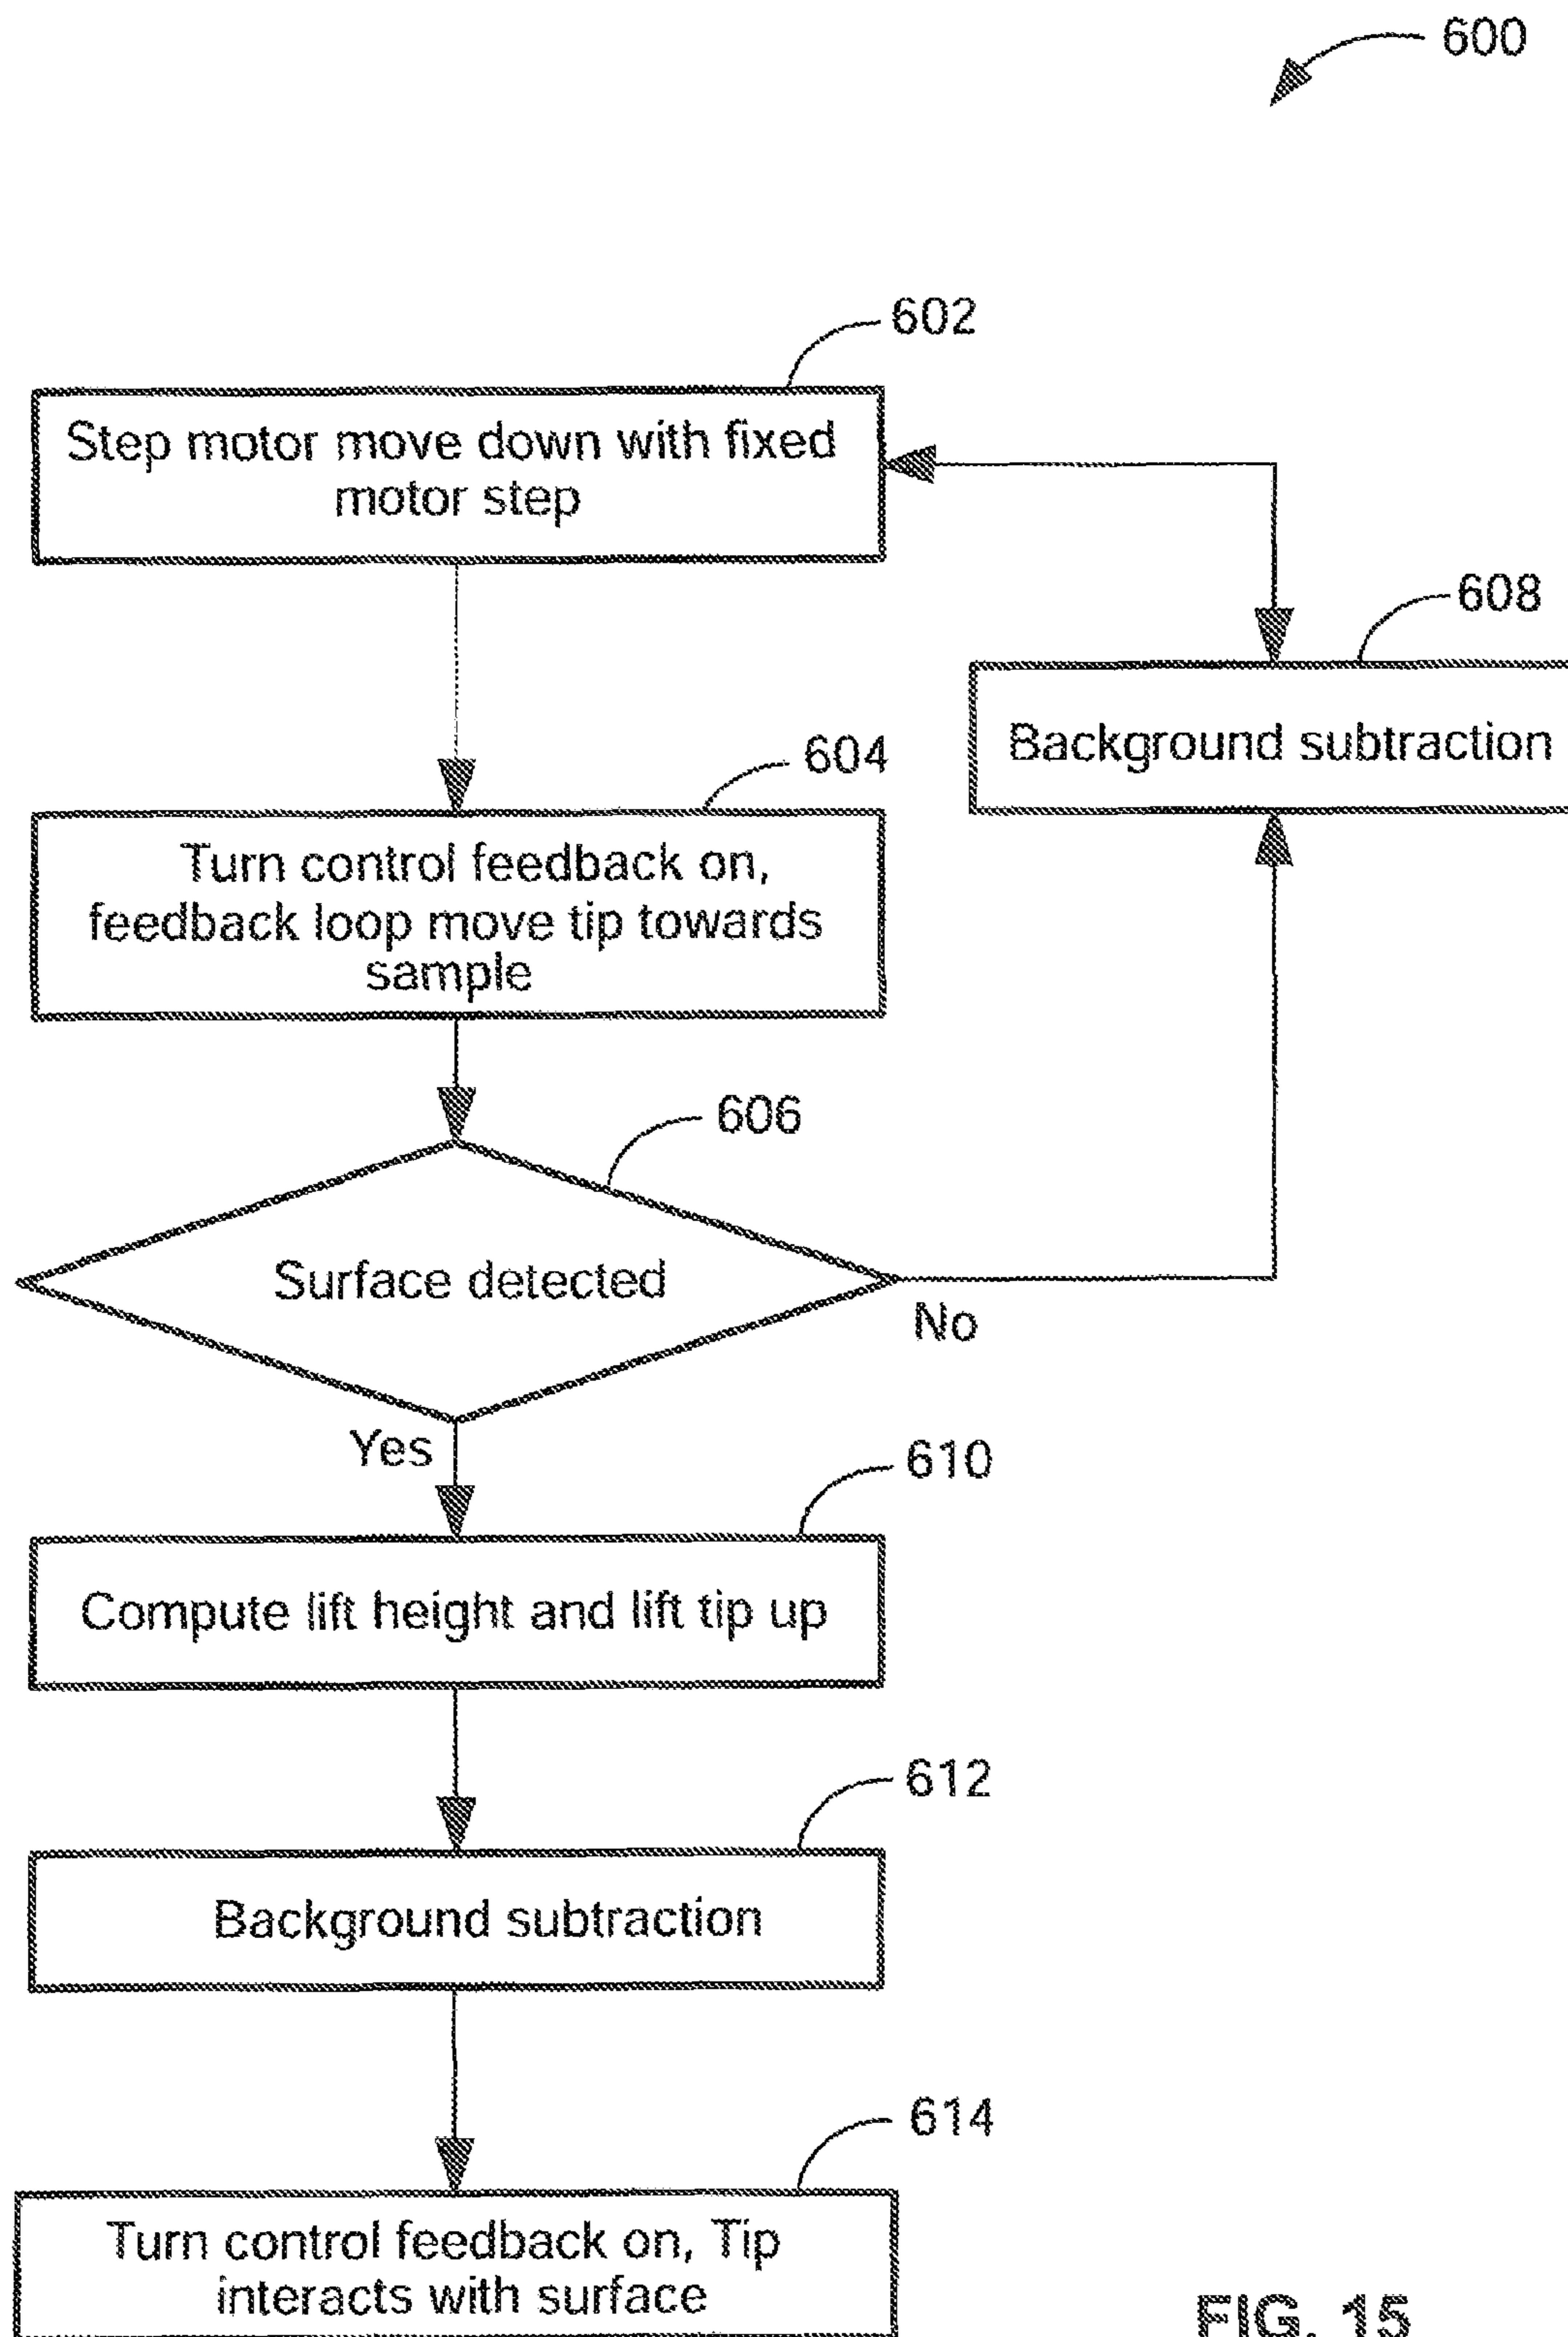 600
602
Step motor move down with fixed
motor step
608
Background subtraction
604
Turn control feedback on,
feedback loop move tip towards
sample
606
Surface detected
No
Yes
610
Compute lift height and lift tip up
612
Background subtraction
614
Turn control feedback on, Tip
interacts with surface
FIG. 15